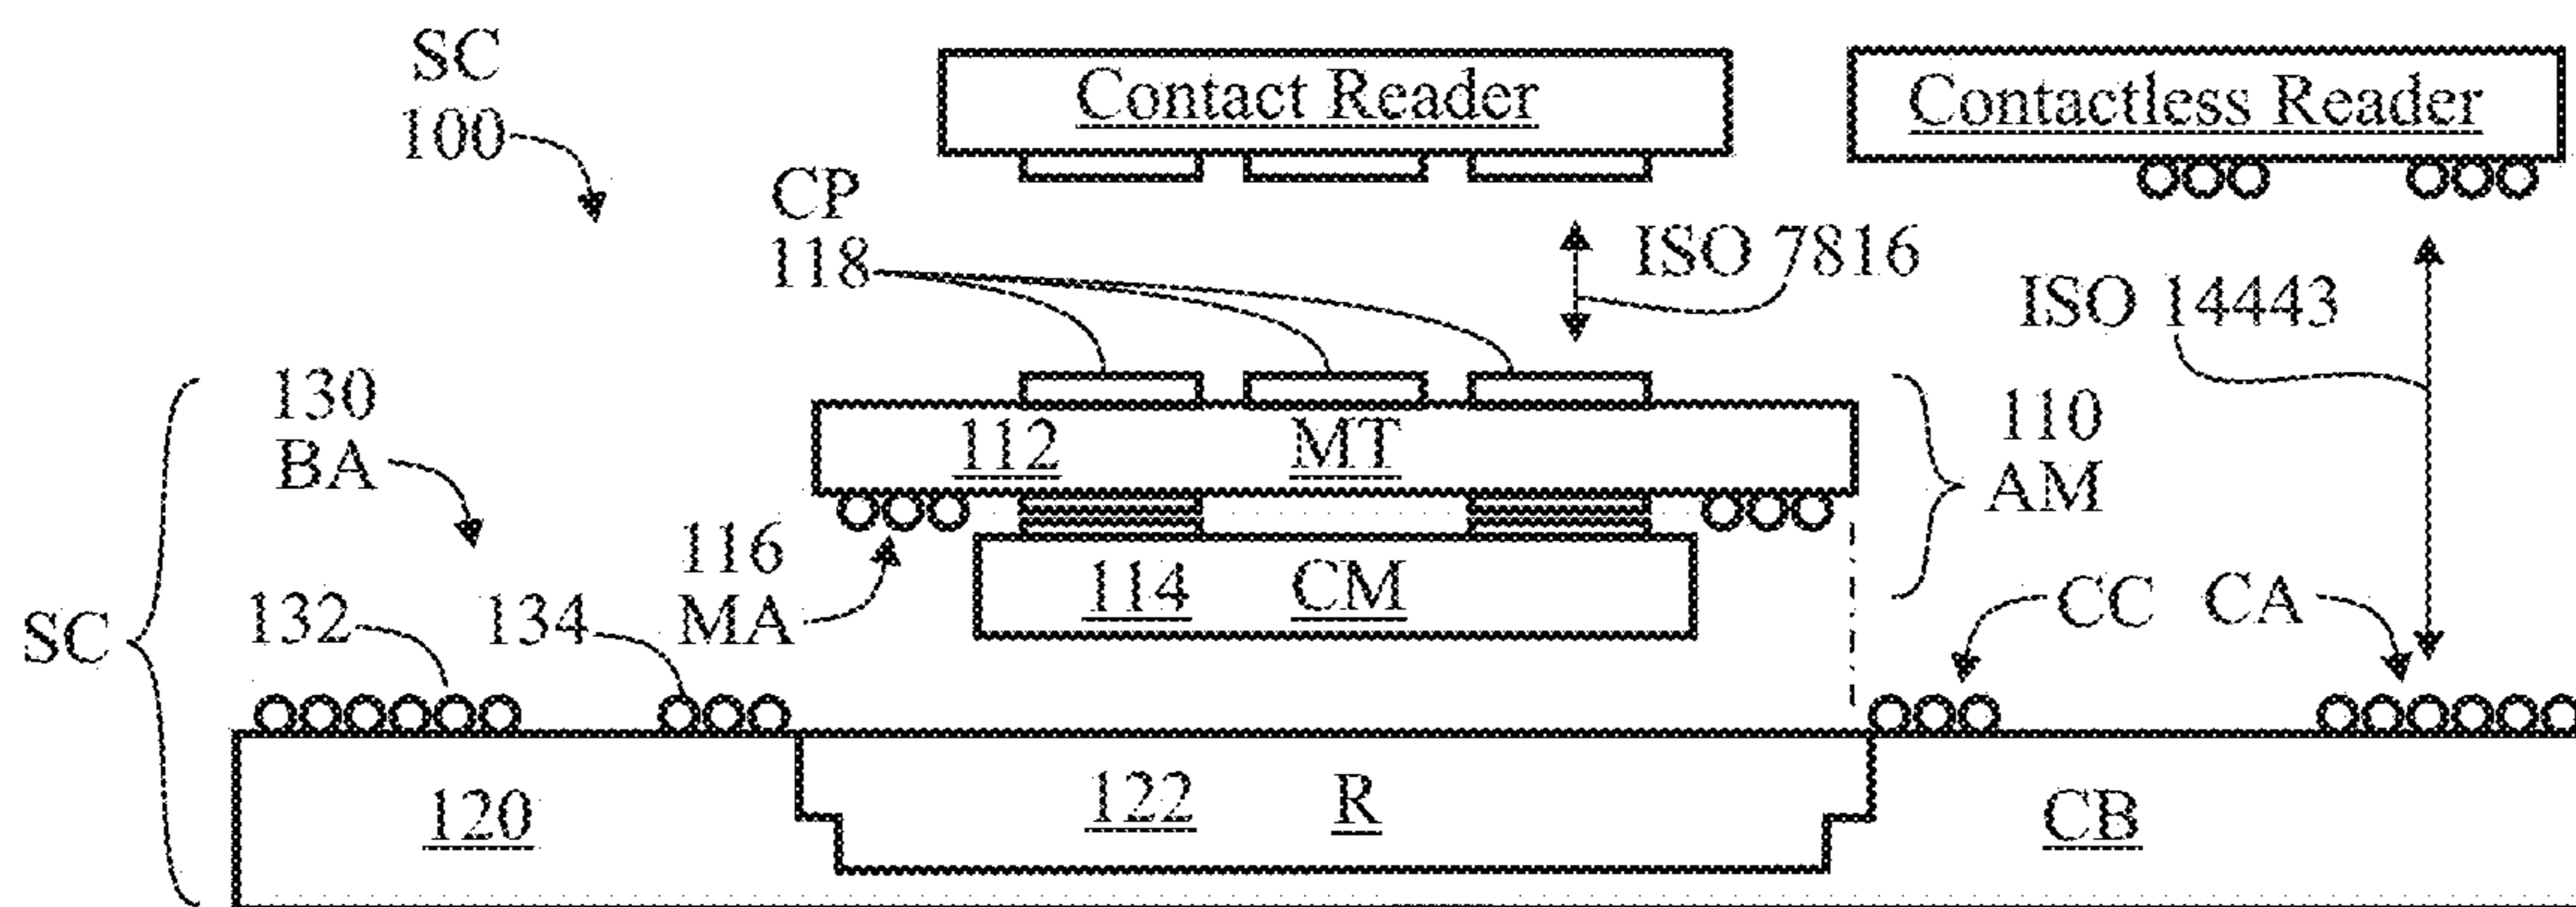 SC
100
Contact Reader
Contactless Reader
CP
118
ISO 7816
ISO 14443
130
BA
112 MT
110
AM
116
MA
114 CM
SC
132
134
CC CA
120
122 R
CB